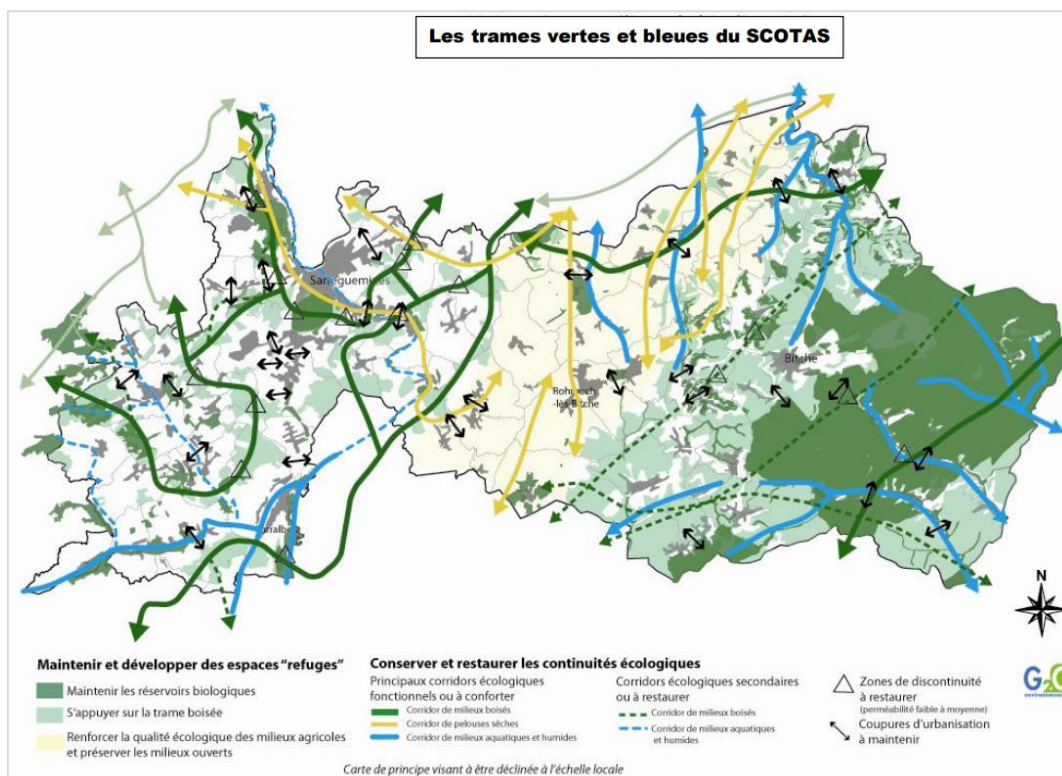 Les trames vertes et bleues du SCOTAS
Sarreguemines
Bitche
Rohrbach
-lès-Bitche
N
Maintenir et développer des espaces "refuges"
Maintenir les réservoirs biologiques
S'appuyer sur la trame boisée
Renforcer la qualité écologique des milieux agricoles
et préserver les milieux ouverts
Conserver et restaurer les continuités écologiques
Principaux corridors écologiques
fonctionnels ou à conforter
Corridor de milieux boisés
Corridor de pelouses sèches
Corridor de milieux aquatiques et humides
Corridors écologiques secondaires
ou à restaurer
Corridor de milieux boisés
Corridor de milieux aquatiques
et humides
Zones de discontinuité
à restaurer
(perméabilité faible à moyenne)
Coupures d'urbanisation
à maintenir
Carte de principe visant à être déclinée à l'échelle locale